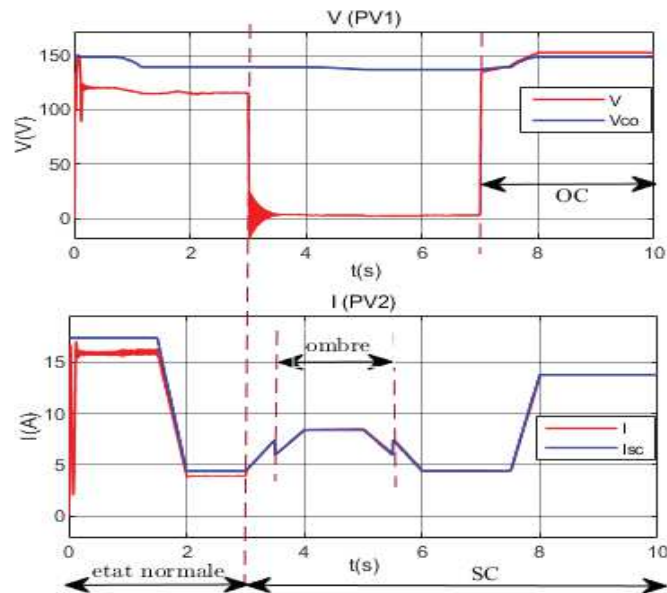 V (PV1)
150
100
50
0
V(V)
V
Vco
OC
0 2 4 6 8 10
t(s)
I (PV2)
15
10
5
0
I(A)
ombre
I
Isc
0 2 4 6 8 10
t(s)
etat normale
SC